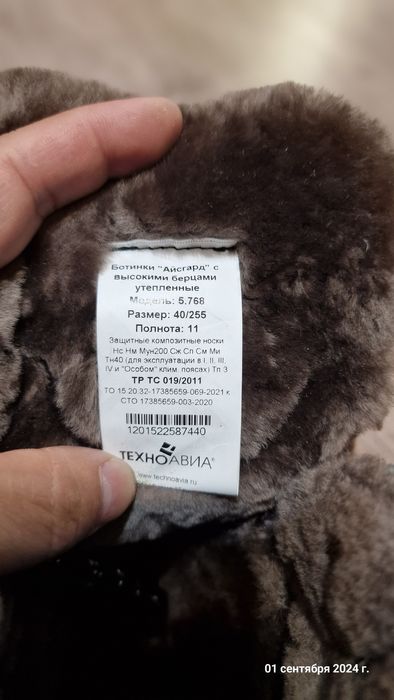 Ботинки "Айсгард" с
высокими берцами
утепленные
Модель: 5.768
Размер: 40/255
Полнота: 11
Защитные композитные носки
Нс Нм Мун200 Сж Сп См Ми
Тн40 (для эксплуатации в I, II, III,
IV и "Особом" клим. поясах) Тп 3
ТР ТС 019/2011
ТО 15.20.32-17385659-069-2021 к
СТО 17385659-003-2020
1201522587440
ТЕХНОАВИА®
www.technoavia.ru
01 сентября 2024 г.